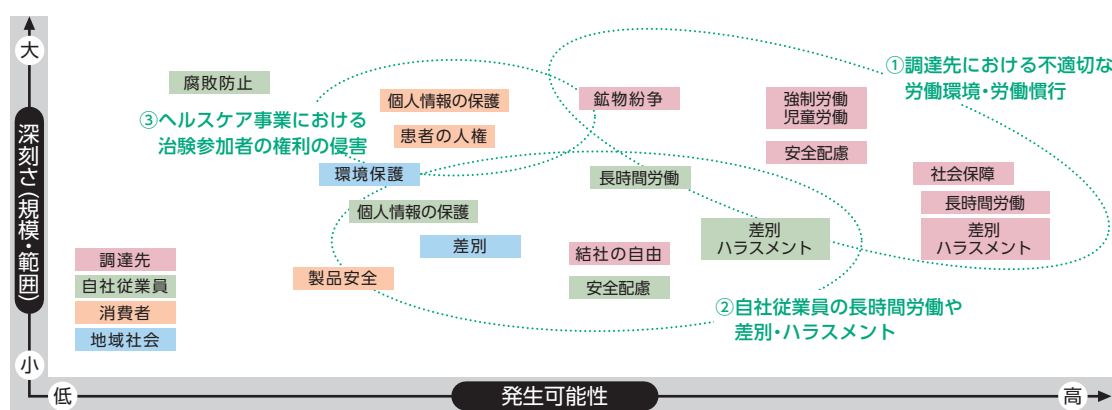 大
深刻さ(規模・範囲)
小
低
発生可能性
高
腐敗防止
③ヘルスケア事業における
治験参加者の権利の侵害
個人情報の保護
患者の人権
環境保護
鉱物紛争
強制労働
児童労働
安全配慮
①調達先における不適切な
労働環境・労働慣行
長時間労働
社会保障
長時間労働
差別
ハラスメント
個人情報の保護
差別
製品安全
結社の自由
安全配慮
差別
ハラスメント
②自社従業員の長時間労働や
差別・ハラスメント
調達先
自社従業員
消費者
地域社会